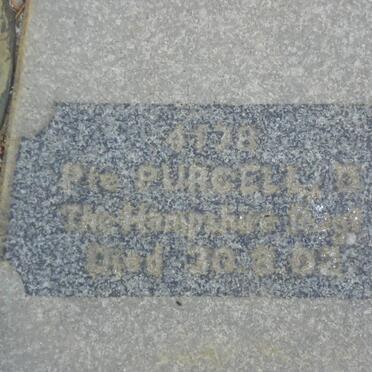 4178
Pte PURCELL,
The Hampshire Regt
Died 30.8.02